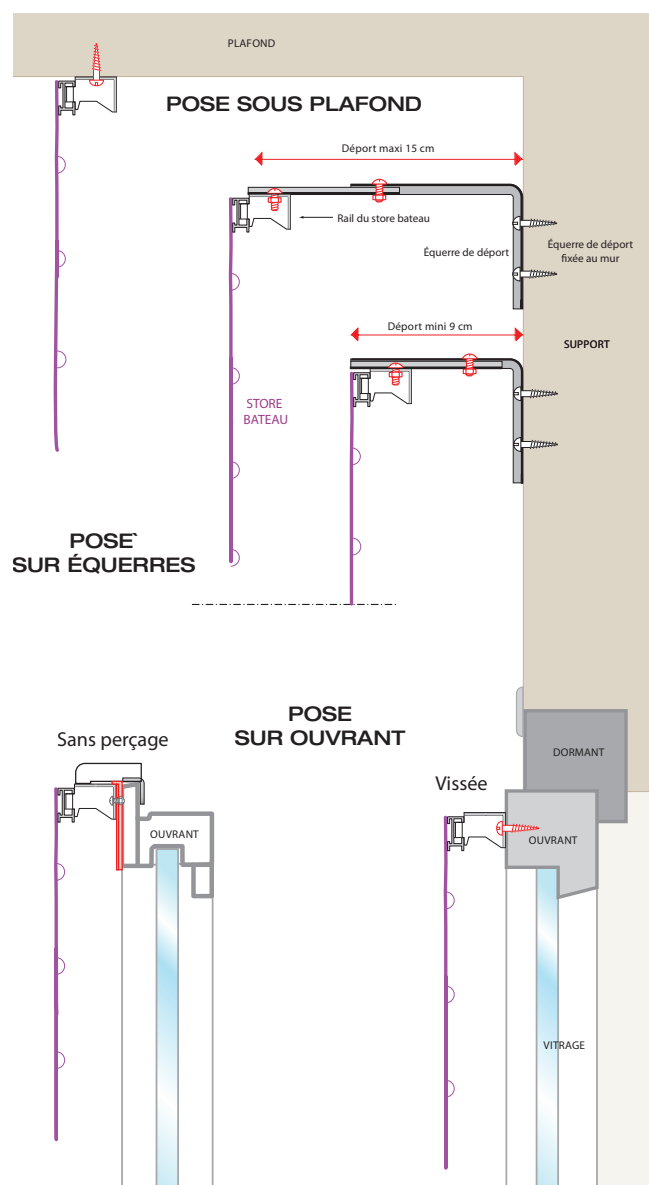 PLAFOND
POSE SOUS PLAFOND
Déport maxi 15 cm
Rail du store bateau
Équerre de déport
Équerre de déport
fixée au mur
Déport mini 9 cm
SUPPORT
STORE
BATEAU
POSE`
SUR ÉQUERRES
POSE
SUR OUVRANT
Sans perçage
DORMANT
Vissée
OUVRANT
OUVRANT
VITRAGE